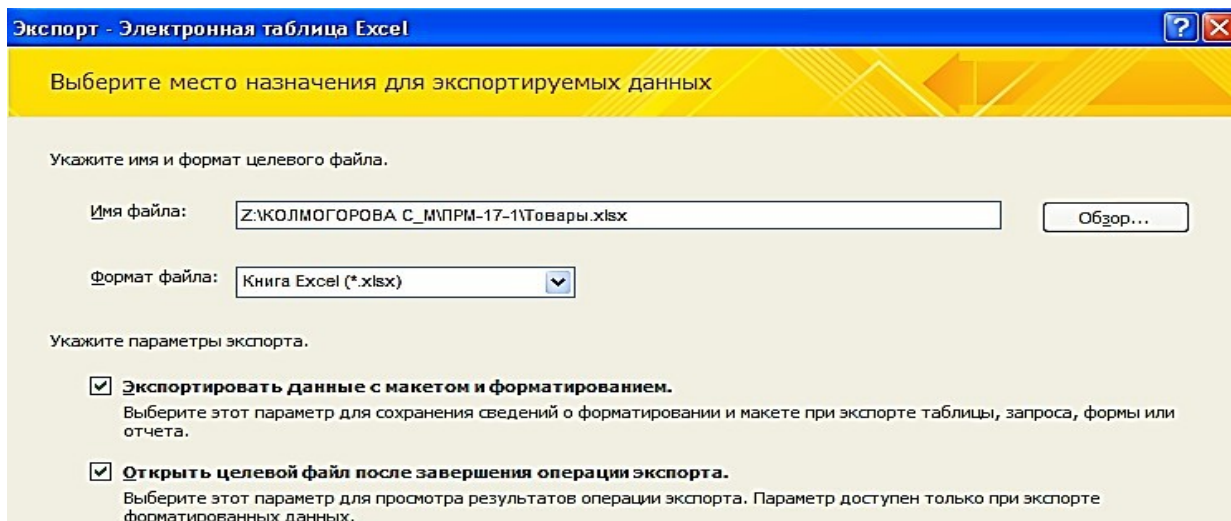 Экспорт - Электронная таблица Excel
Выберите место назначения для экспортируемых данных
Укажите имя и формат целевого файла.
Имя файла: Z:\КОЛМОГОРОВА С_М\ПРМ-17-1\Товары.xlsx Обзор...
Формат файла: Книга Excel (*.xlsx)
Укажите параметры экспорта.
Экспортировать данные с макетом и форматированием.
Выберите этот параметр для сохранения сведений о форматировании и макете при экспорте таблицы, запроса, формы или
отчета.
Открыть целевой файл после завершения операции экспорта.
Выберите этот параметр для просмотра результатов операции экспорта. Параметр доступен только при экспорте
форматированных данных.